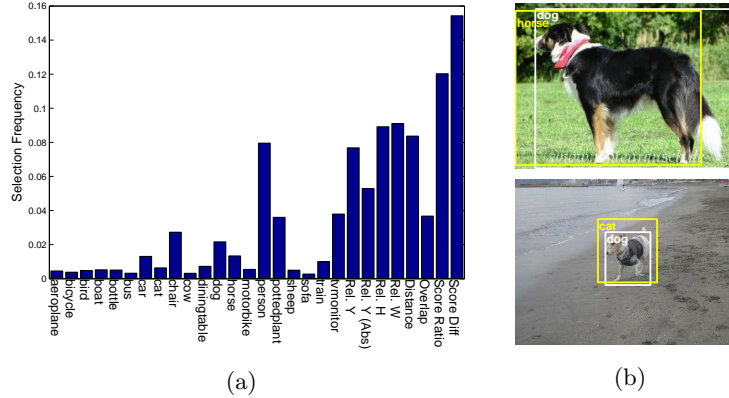 0.16
0.14
0.12
0.1
0.08
0.06
0.04
0.02
0
Selection Frequency
aeroplane
bicycle
bird
boat
bottle
bus
car
cat
chair
cow
diningtable
dog
horse
motorbike
person
pottedplant
sheep
sofa
train
tvmonitor
Rel. Y
Rel. Y (Abs)
Rel. H
Rel. W
Distance
Overlap
Score Ratio
Score Diff
(a)
dog
horse
cat
dog
(b)